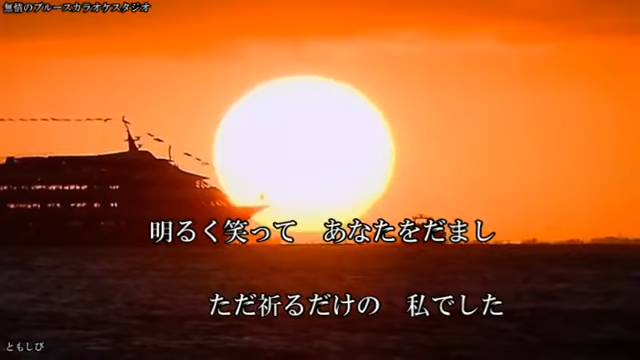 無情のブルースカラオケスタジオ
明るく笑って　あなたをだまし
ただ祈るだけの　私でした
ともしび